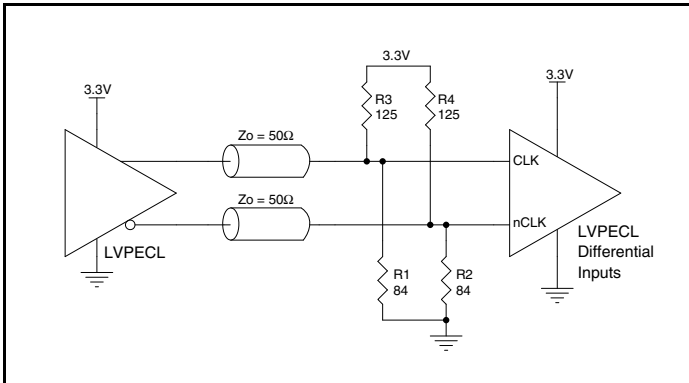 3.3V
3.3V
3.3V
R3
125
R4
125
Zo = 50Ω
CLK
Zo = 50Ω
nCLK
LVPECL
LVPECL
Differential
Inputs
R1
84
R2
84